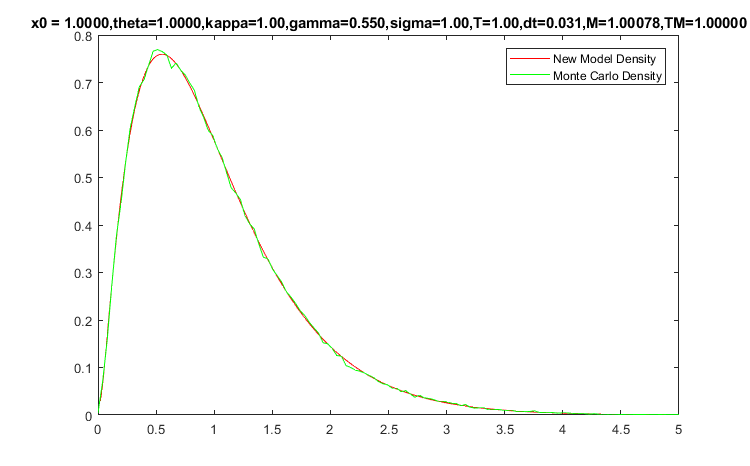 x0 = 1.0000,theta=1.0000,kappa=1.00,gamma=0.550,sigma=1.00,T=1.00,dt=0.031,M=1.00078,TM=1.00000
New Model Density
Monte Carlo Density
0.8
0.7
0.6
0.5
0.4
0.3
0.2
0.1
0
0 0.5 1 1.5 2 2.5 3 3.5 4 4.5 5